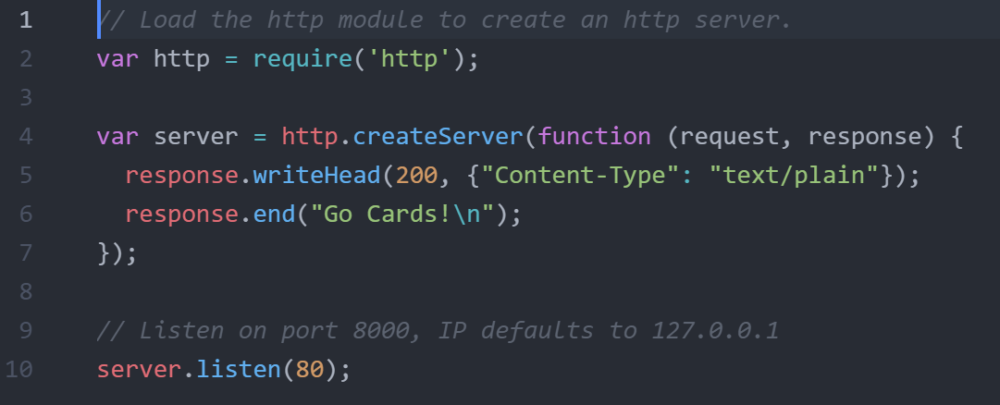 1 // Load the http module to create an http server.
2 var http = require('http');
3
4 var server = http.createServer(function (request, response) {
5   response.writeHead(200, {"Content-Type": "text/plain"});
6   response.end("Go Cards!\n");
7 });
8
9 // Listen on port 8000, IP defaults to 127.0.0.1
10 server.listen(80);